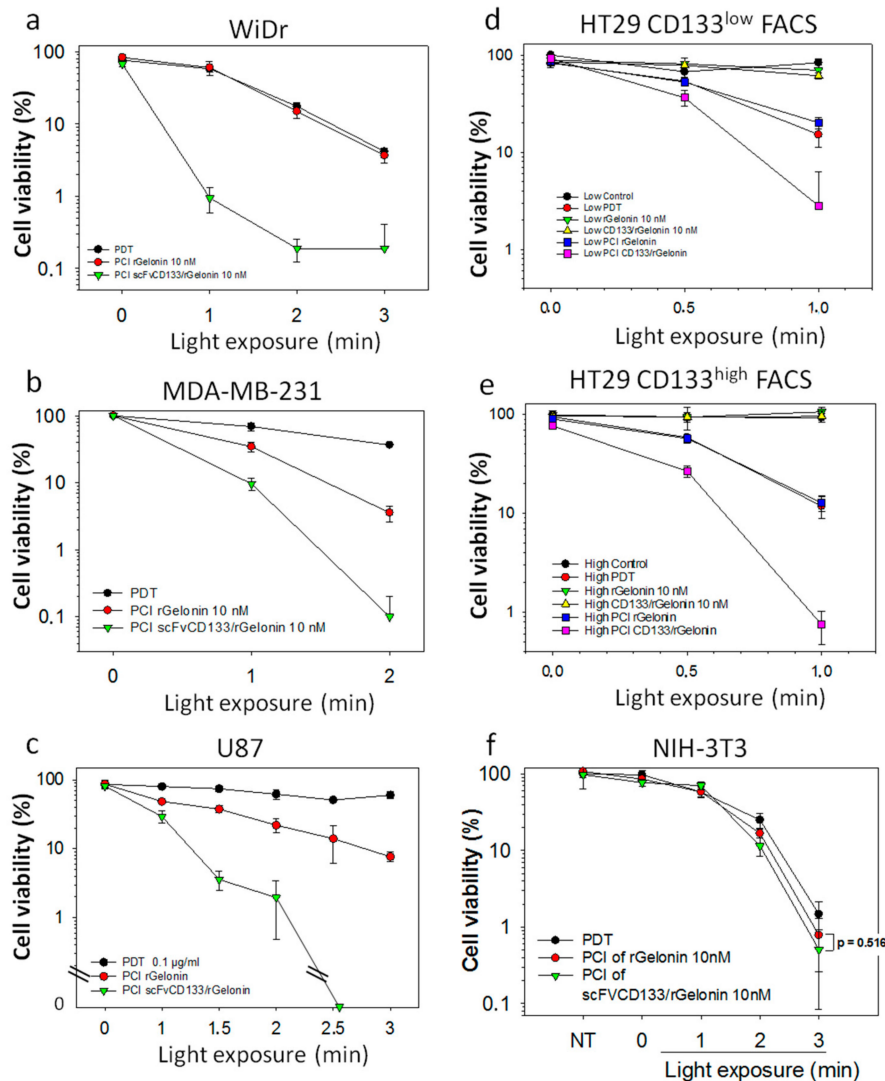 a
WiDr
Cell viability (%)
100
10
1
0.1
PDT
PCI rGelonin 10 nM
PCI scFvCD133/rGelonin 10 nM
0 1 2 3
Light exposure (min)
b
MDA-MB-231
Cell viability (%)
100
10
1
0.1
PDT
PCI rGelonin 10 nM
PCI scFvCD133/rGelonin 10 nM
0 1 2
Light exposure (min)
c
U87
Cell viability (%)
100
10
1
0
PDT 0.1 µg/ml
PCI rGelonin
PCI scFvCD133/rGelonin
0 1 1.5 2 2.5 3
Light exposure (min)
d
HT29 CD133low FACS
Cell viability (%)
100
10
1
Low Control
Low PDT
Low rGelonin 10 nM
Low CD133/rGelonin 10 nM
Low PCI rGelonin
Low PCI CD133/rGelonin
0.0 0.5 1.0
Light exposure (min)
e
HT29 CD133high FACS
Cell viability (%)
100
10
1
High Control
High PDT
High rGelonin 10 nM
High CD133/rGelonin 10 nM
High PCI rGelonin
High PCI CD133/rGelonin
0.0 0.5 1.0
Light exposure (min)
f
NIH-3T3
Cell viability (%)
100
10
1
0.1
p = 0.516
PDT
PCI of rGelonin 10nM
PCI of
scFVCD133/rGelonin 10nM
NT 0 1 2 3
Light exposure (min)